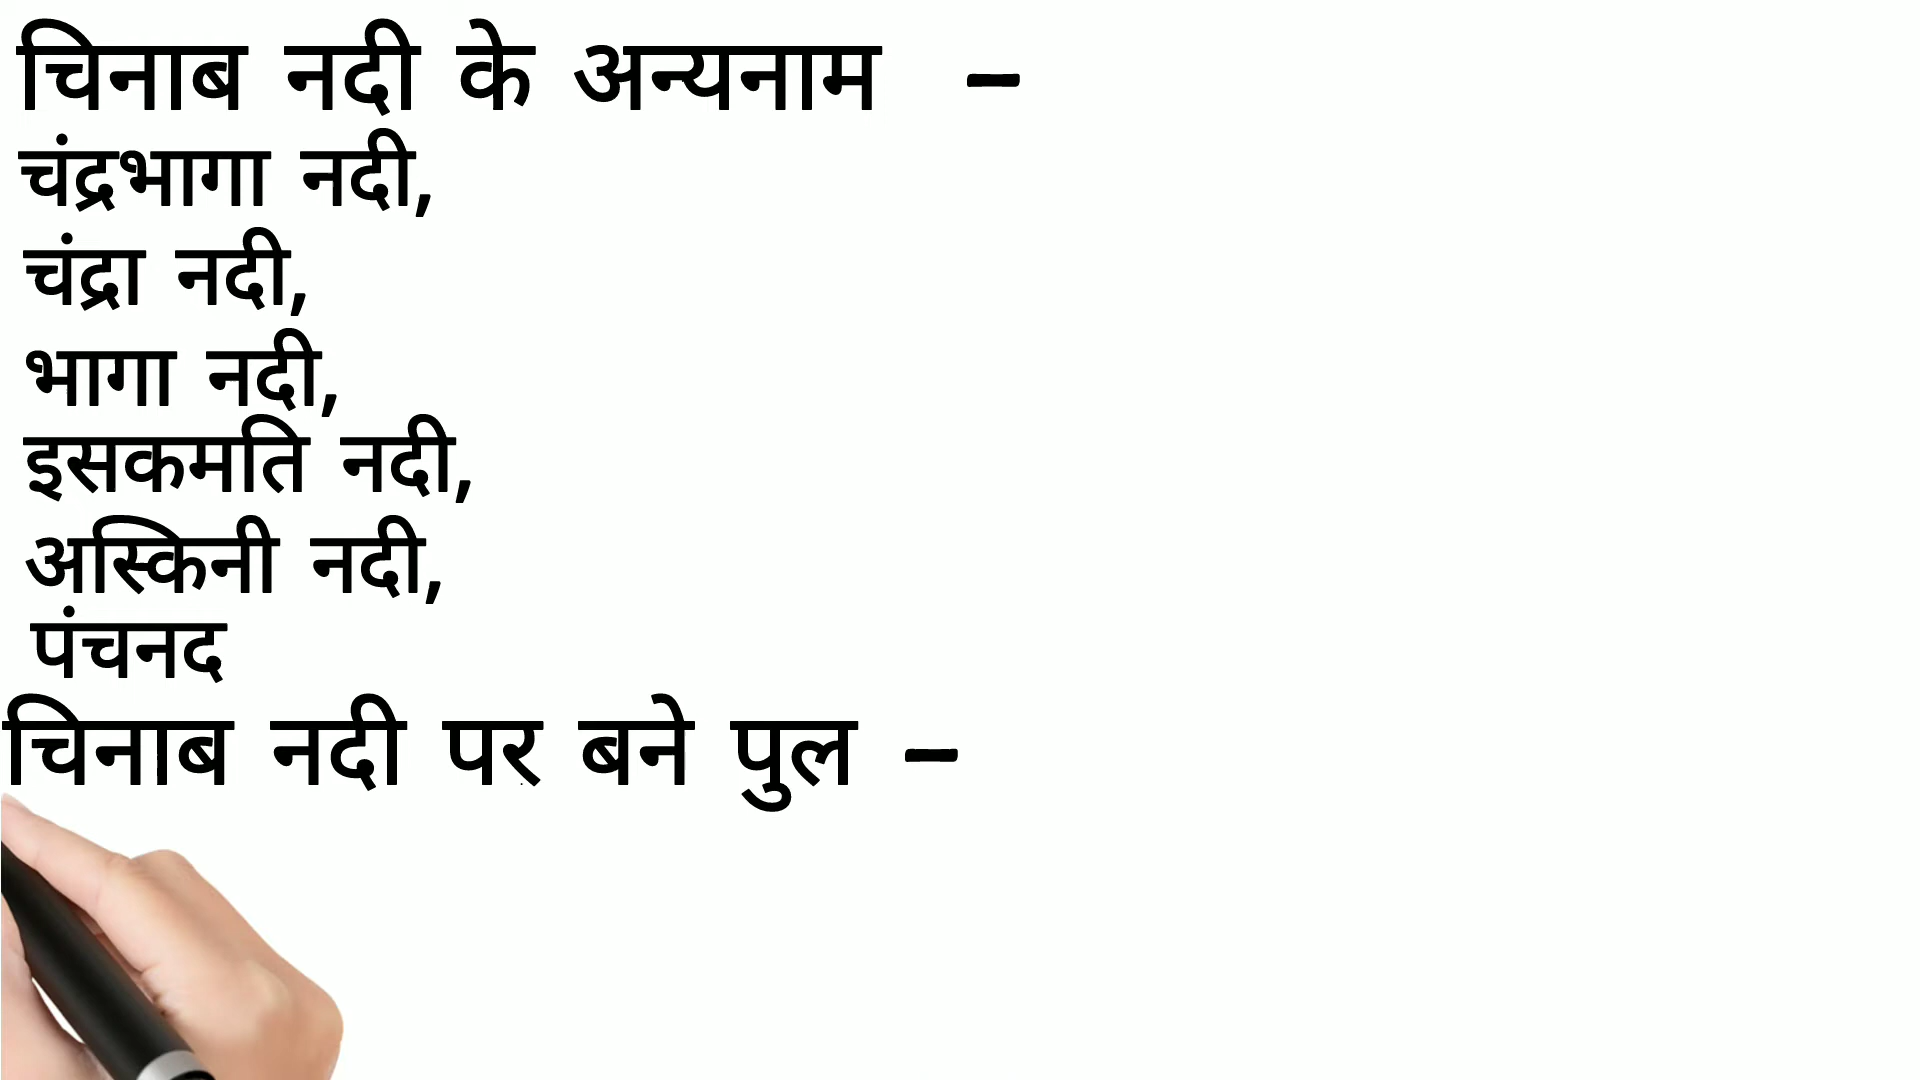 चिनाब नदी के अन्यनाम -
चंद्रभागा नदी,
चंद्रा नदी,
भागा नदी,
इसकमति नदी,
अस्किनी नदी,
पंचनद
चिनाब नदी पर बने पुल -